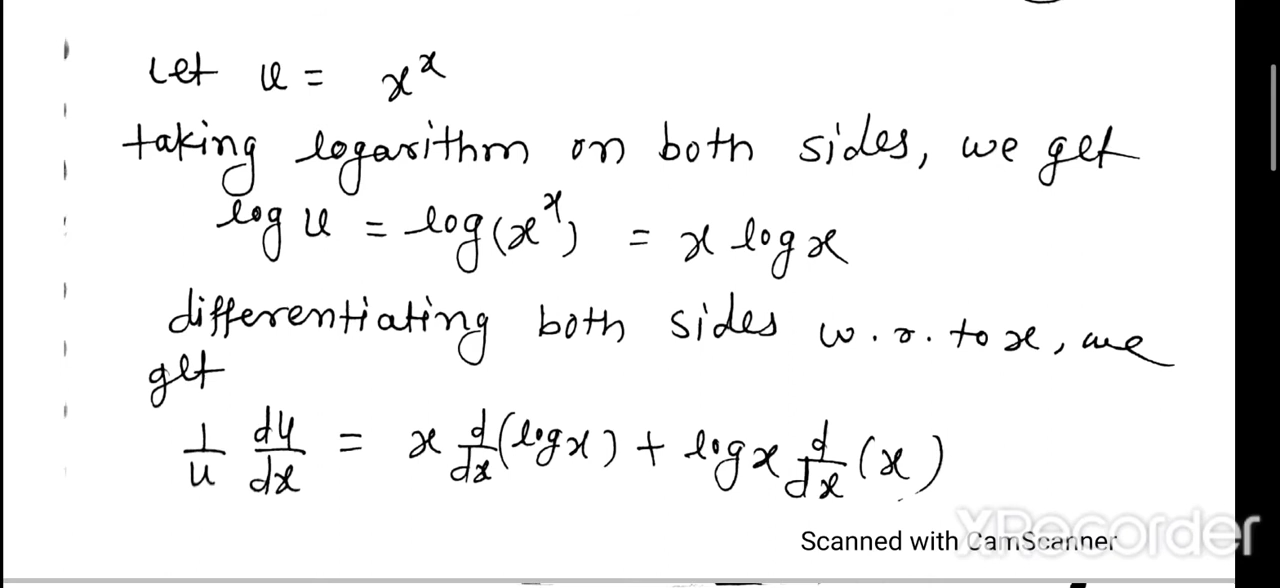 Let u = x^x
taking logarithm on both sides, we get
log u = log(x^x) = x log x
differentiating both sides w.r.to x, we
get
1/u du/dx = x d/dx (log x) + log x d/dx (x)
Scanned with CamScanner
XRecorder